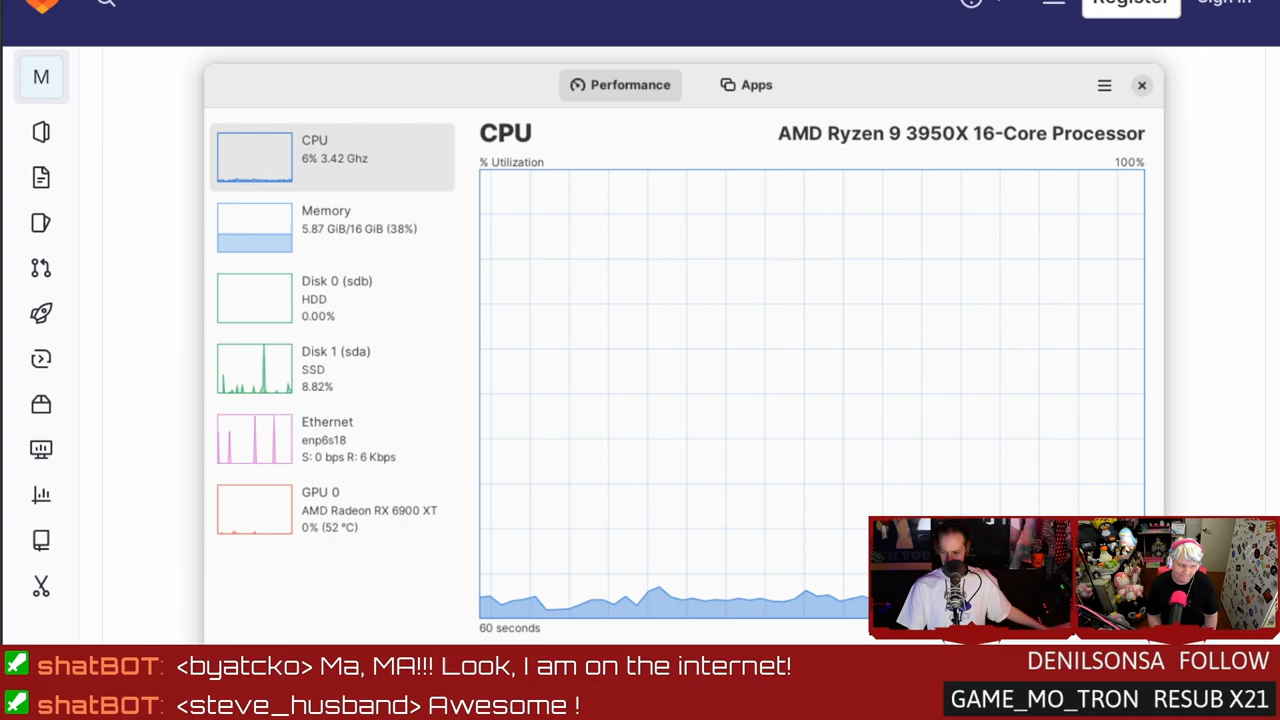 Register
Sign in
M
Performance
Apps
CPU
6% 3.42 Ghz
Memory
5.87 GiB/16 GiB (38%)
Disk 0 (sdb)
HDD
0.00%
Disk 1 (sda)
SSD
8.82%
Ethernet
enp6s18
S: 0 bps R: 6 Kbps
GPU 0
AMD Radeon RX 6900 XT
0% (52 °C)
CPU
AMD Ryzen 9 3950X 16-Core Processor
% Utilization
100%
60 seconds
shatBOT: <byatcko> Ma, MA!!! Look, I am on the internet!
shatBOT: <steve_husband> Awesome !
DENILSONSA FOLLOW
GAME_MO_TRON RESUB X21